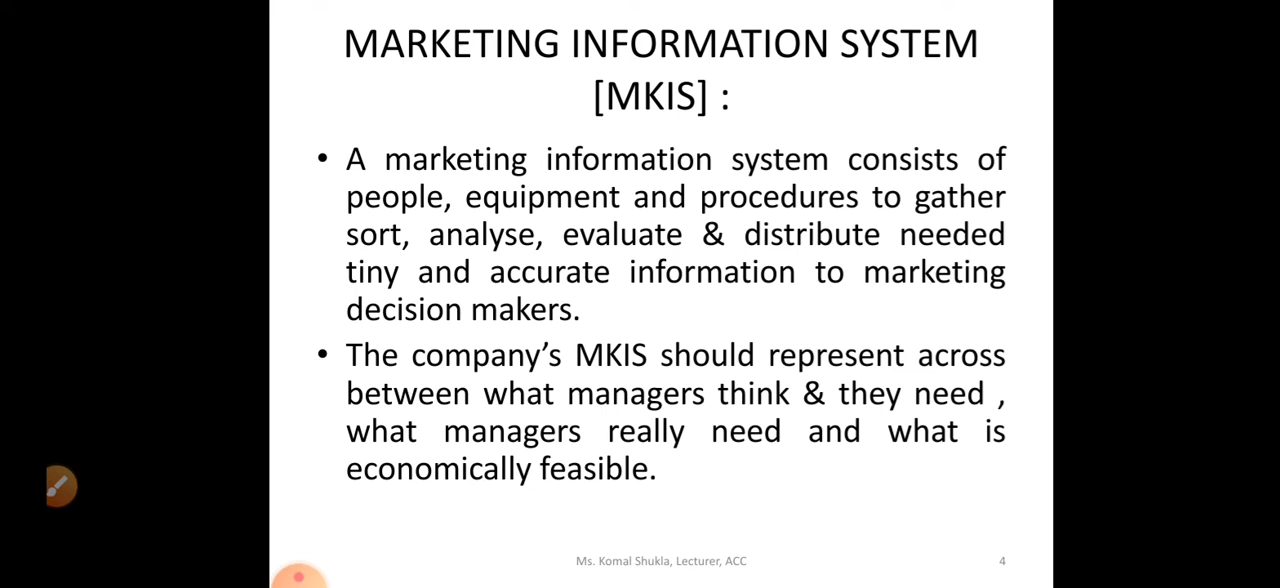 MARKETING INFORMATION SYSTEM
[MKIS] :
• A marketing information system consists of
people, equipment and procedures to gather
sort, analyse, evaluate & distribute needed
tiny and accurate information to marketing
decision makers.
• The company’s MKIS should represent across
between what managers think & they need ,
what managers really need and what is
economically feasible.
Ms. Komal Shukla, Lecturer, ACC
4